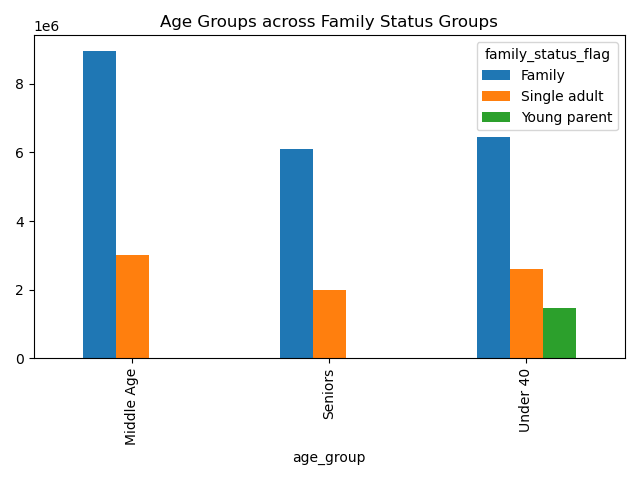 Age Groups across Family Status Groups
1e6
8
6
4
2
0
family_status_flag
Family
Single adult
Young parent
Middle Age
Seniors
Under 40
age_group